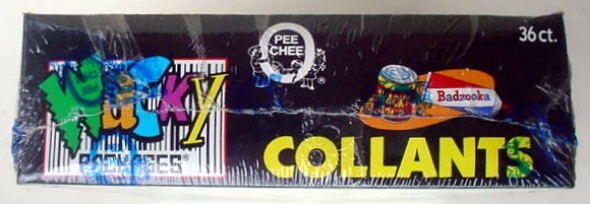 36 ct.
PEE
CHEE
®
Wacky
PACKAGES®
Badzooka
COLLANTS